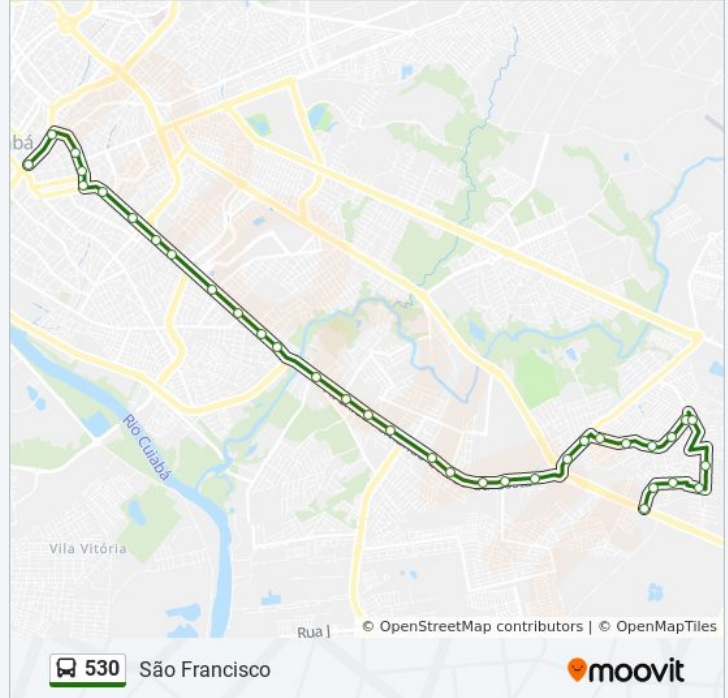 bá
Rio Cuiabá
Vila Vitória
Rua J
© OpenStreetMap contributors | © OpenMapTiles
530 São Francisco
moovit